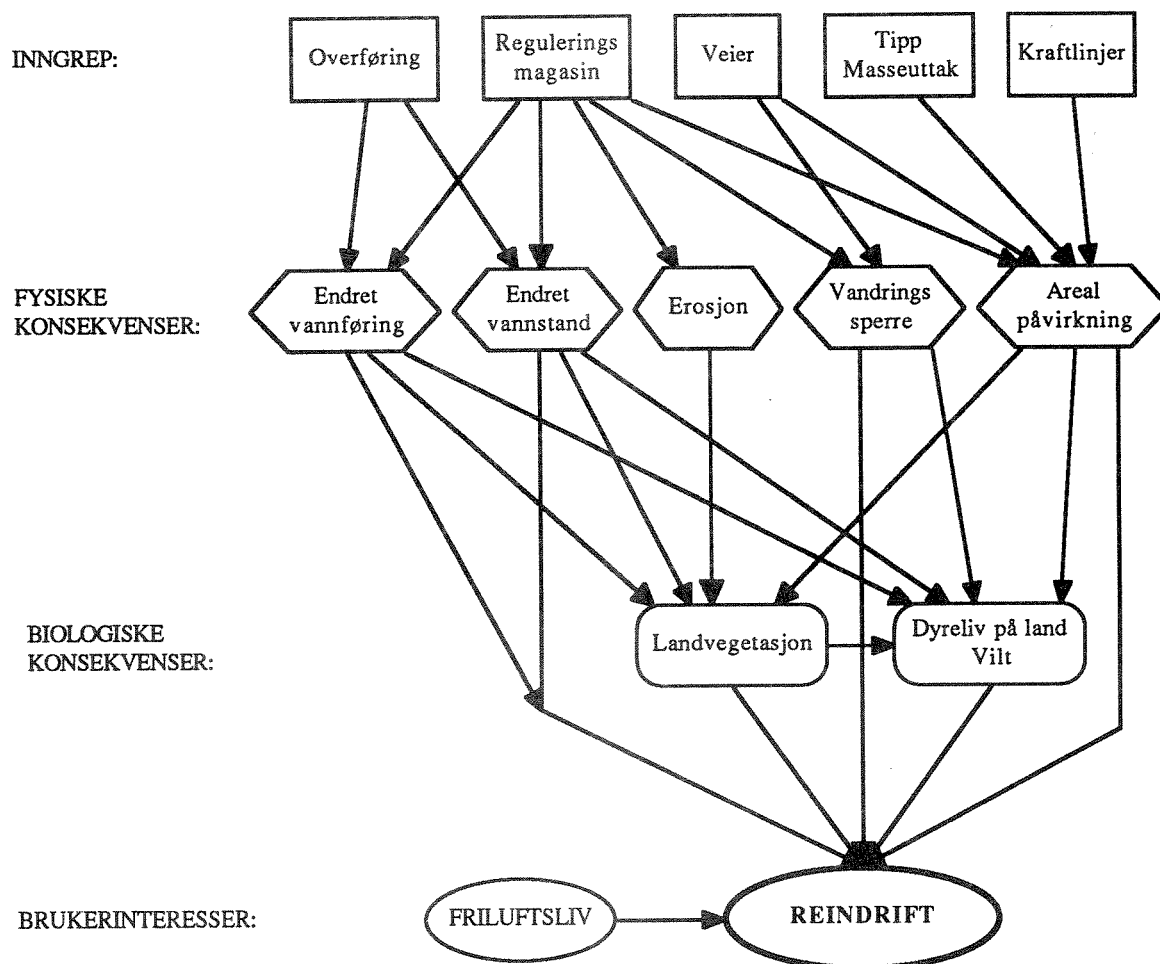 INNGREP:
Overføring
Regulerings
magasin
Veier
Tipp
Masseuttak
Kraftlinjer
FYSISKE
KONSEKVENSER:
Endret
vannføring
Endret
vannstand
Erosjon
Vandrings
sperre
Areal
påvirkning
BIOLOGISKE
KONSEKVENSER:
Landvegetasjon
Dyreliv på land
Vilt
BRUKERINTERESSER:
FRILUFTSLIV
REINDRIFT